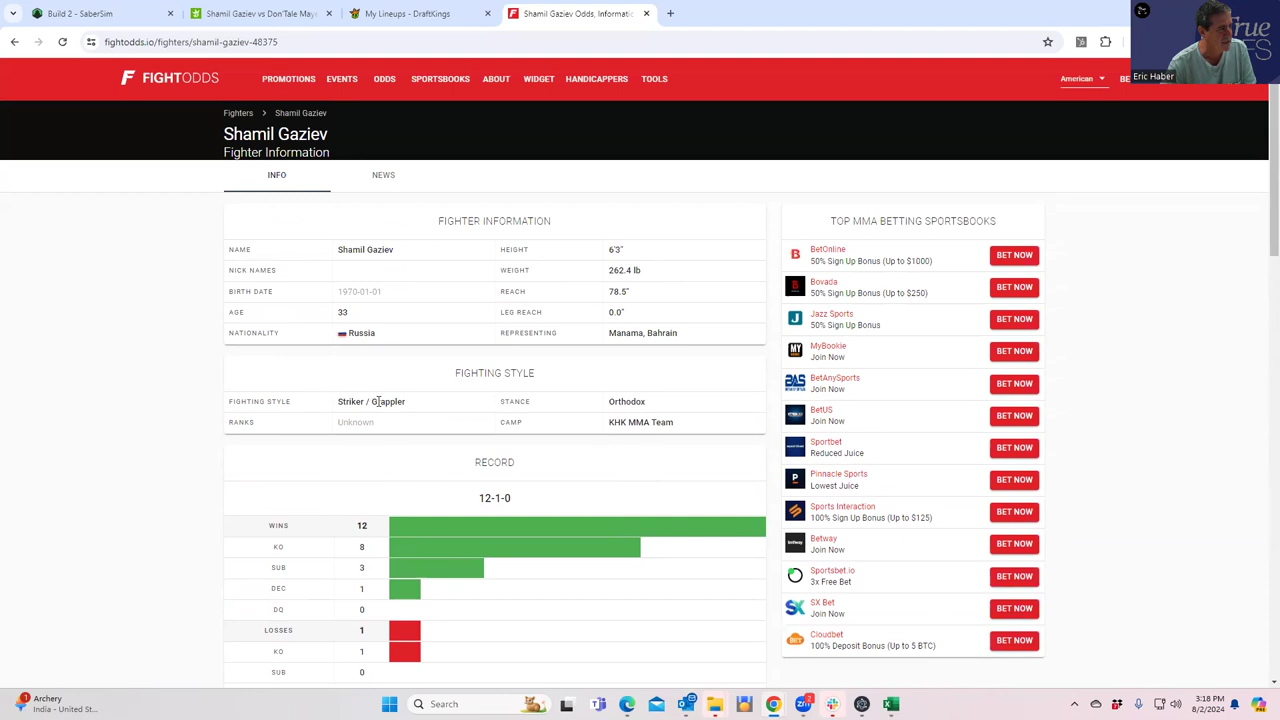 Build 2 - SaberSim
Shamil Gaziev vs Don'Tale Maye
My Lineups - DraftKings
Shamil Gaziev Odds, Informatic
fightodds.io/fighters/shamil-gaziev-48375
Eric Haber
FIGHTODDS
PROMOTIONS EVENTS ODDS SPORTSBOOKS ABOUT WIDGET HANDICAPPERS TOOLS
American
BE
Fighters > Shamil Gaziev
Shamil Gaziev
Fighter Information
INFO NEWS
FIGHTER INFORMATION
NAME Shamil Gaziev HEIGHT 6'3"
NICK NAMES WEIGHT 262.4 lb
BIRTH DATE 1970-01-01 REACH 78.5"
AGE 33 LEG REACH 0.0"
NATIONALITY Russia REPRESENTING Manama, Bahrain
FIGHTING STYLE
FIGHTING STYLE Striker / Grappler STANCE Orthodox
RANKS Unknown CAMP KHK MMA Team
RECORD
12-1-0
WINS 12
KO 8
SUB 3
DEC 1
DQ 0
LOSSES 1
KO 1
SUB 0
TOP MMA BETTING SPORTSBOOKS
BetOnline
50% Sign Up Bonus (Up to $1000)
BET NOW
Bovada
50% Sign Up Bonus (Up to $250)
BET NOW
Jazz Sports
50% Sign Up Bonus
BET NOW
MyBookie
Join Now
BET NOW
BetAnySports
Join Now
BET NOW
BetUS
Join Now
BET NOW
Sportbet
Reduced Juice
BET NOW
Pinnacle Sports
Lowest Juice
BET NOW
Sports Interaction
100% Sign Up Bonus (Up to $125)
BET NOW
Betway
Join Now
BET NOW
Sportsbet.io
3x Free Bet
BET NOW
SX Bet
Join Now
BET NOW
Cloudbet
100% Deposit Bonus (Up to 5 BTC)
BET NOW
Archery
India - United St...
Search
3:18 PM
8/2/2024